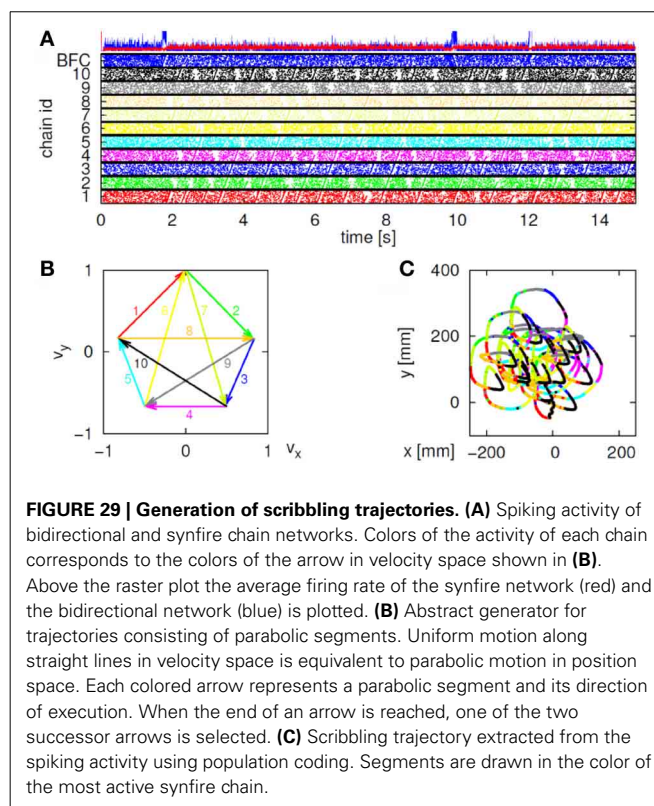 A
BFC
10
9
8
7
6
5
4
3
2
1
chain id
0 2 4 6 8 10 12 14
time [s]
B
1
0
−1
v_y
−1 0 1
v_x
1
2
3
4
5
6
7
8
9
10
C
400
200
0
y [mm]
x [mm] −200 0 200
FIGURE 29 | Generation of scribbling trajectories. (A) Spiking activity of
bidirectional and synfire chain networks. Colors of the activity of each chain
corresponds to the colors of the arrow in velocity space shown in (B).
Above the raster plot the average firing rate of the synfire network (red) and
the bidirectional network (blue) is plotted. (B) Abstract generator for
trajectories consisting of parabolic segments. Uniform motion along
straight lines in velocity space is equivalent to parabolic motion in position
space. Each colored arrow represents a parabolic segment and its direction
of execution. When the end of an arrow is reached, one of the two
successor arrows is selected. (C) Scribbling trajectory extracted from the
spiking activity using population coding. Segments are drawn in the color of
the most active synfire chain.